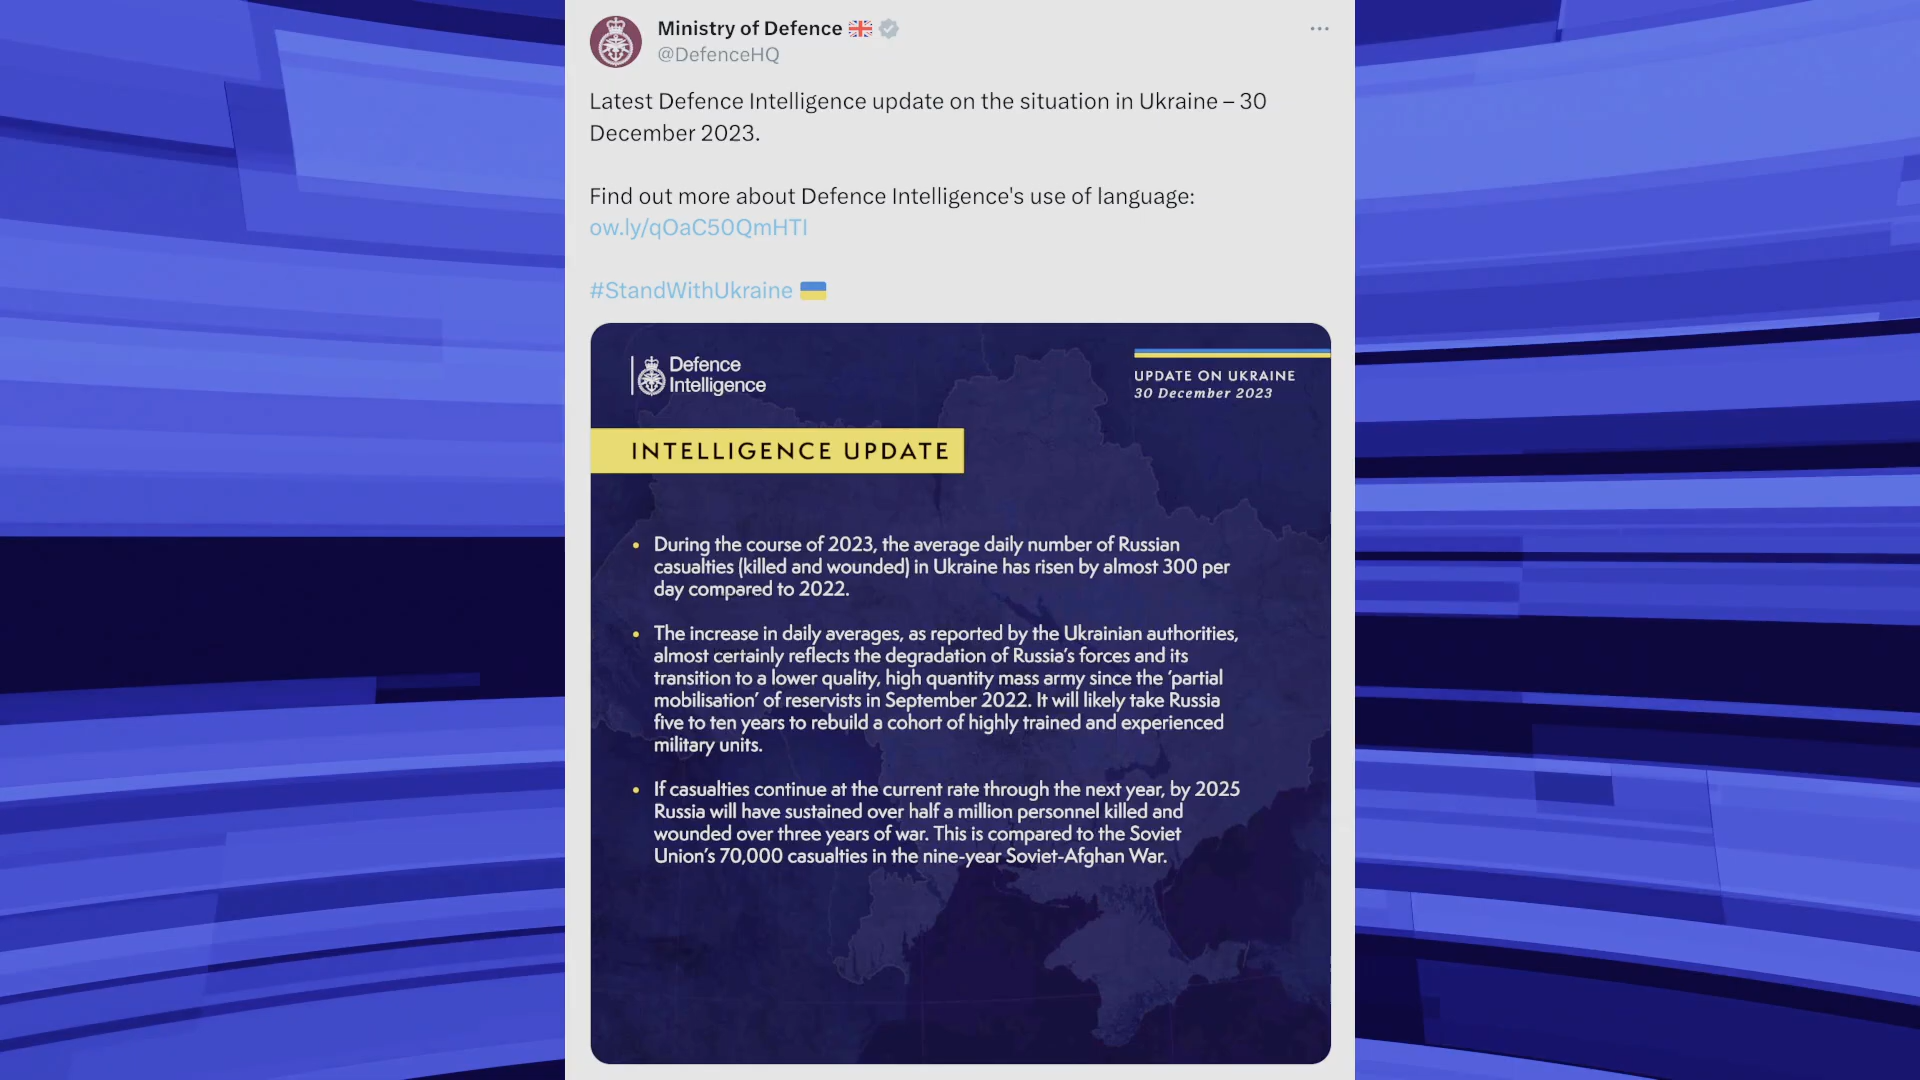 Ministry of Defence 🇬🇧
@DefenceHQ
Latest Defence Intelligence update on the situation in Ukraine – 30
December 2023.
Find out more about Defence Intelligence's use of language:
ow.ly/qOaC50QmHTI
#StandWithUkraine 🇺🇦
Defence
Intelligence
UPDATE ON UKRAINE
30 December 2023
INTELLIGENCE UPDATE
• During the course of 2023, the average daily number of Russian
casualties (killed and wounded) in Ukraine has risen by almost 300 per
day compared to 2022.
• The increase in daily averages, as reported by the Ukrainian authorities,
almost certainly reflects the degradation of Russia's forces and its
transition to a lower quality, high quantity mass army since the 'partial
mobilisation' of reservists in September 2022. It will likely take Russia
five to ten years to rebuild a cohort of highly trained and experienced
military units.
• If casualties continue at the current rate through the next year, by 2025
Russia will have sustained over half a million personnel killed and
wounded over three years of war. This is compared to the Soviet
Union's 70,000 casualties in the nine-year Soviet-Afghan War.